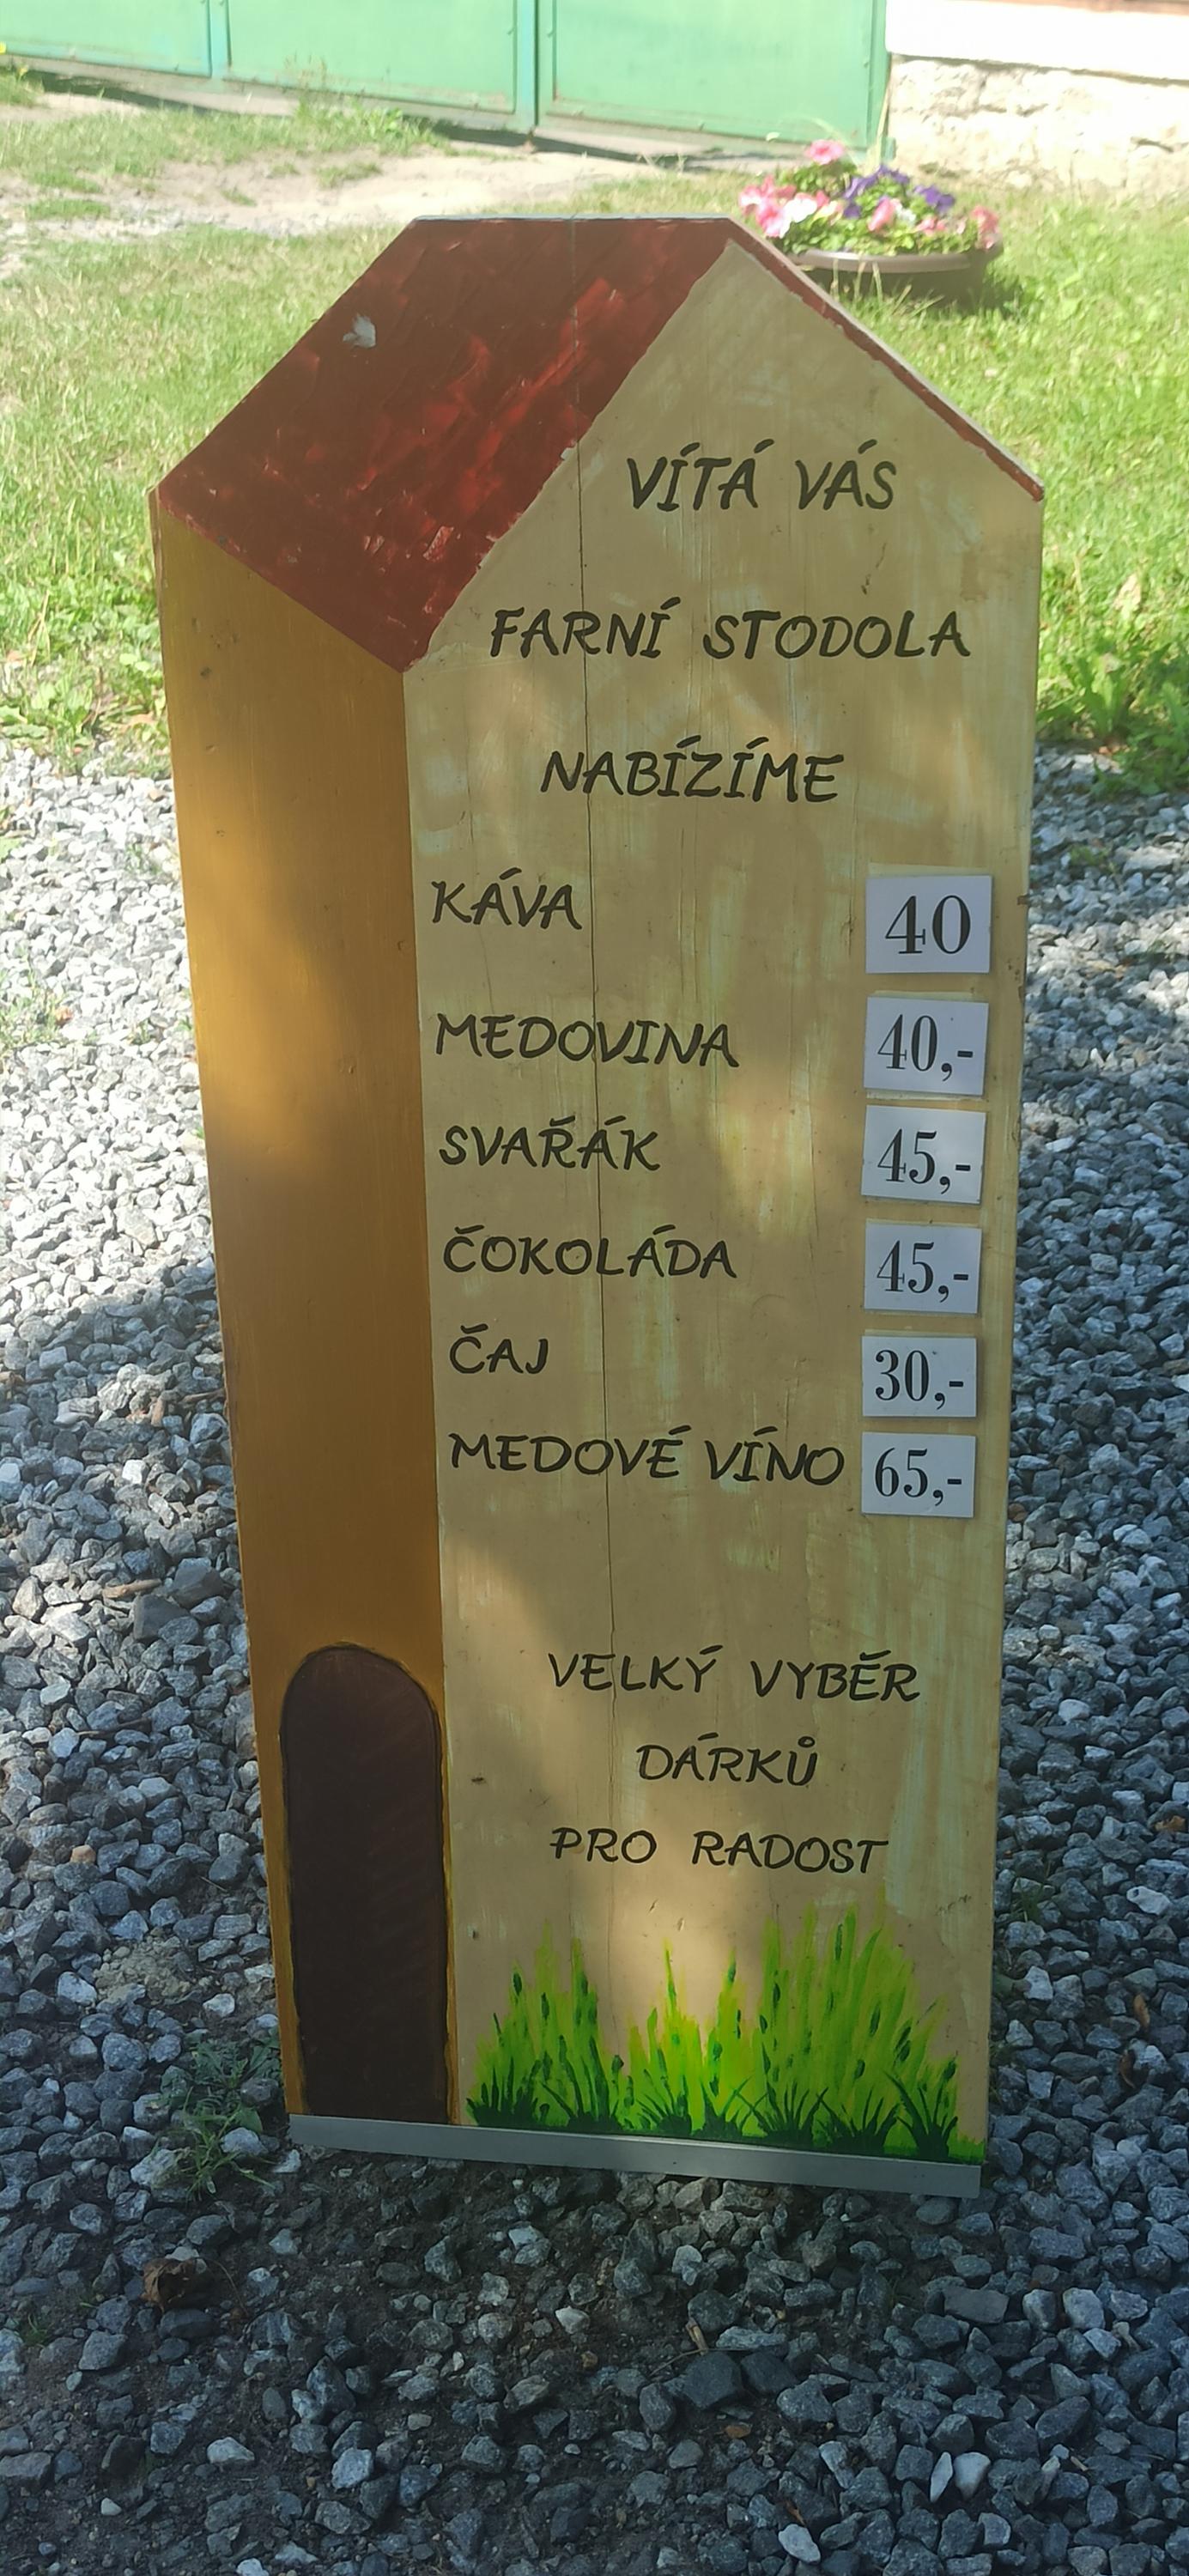 VÍTÁ VÁS
FARNÍ STODOLA
NABÍZÍME
KÁVA 40
MEDOVINA 40,-
SVAŘÁK 45,-
ČOKOLÁDA 45,-
ČAJ 30,-
MEDOVÉ VÍNO 65,-
VELKÝ VYBĚR
DÁRKŮ
PRO RADOST